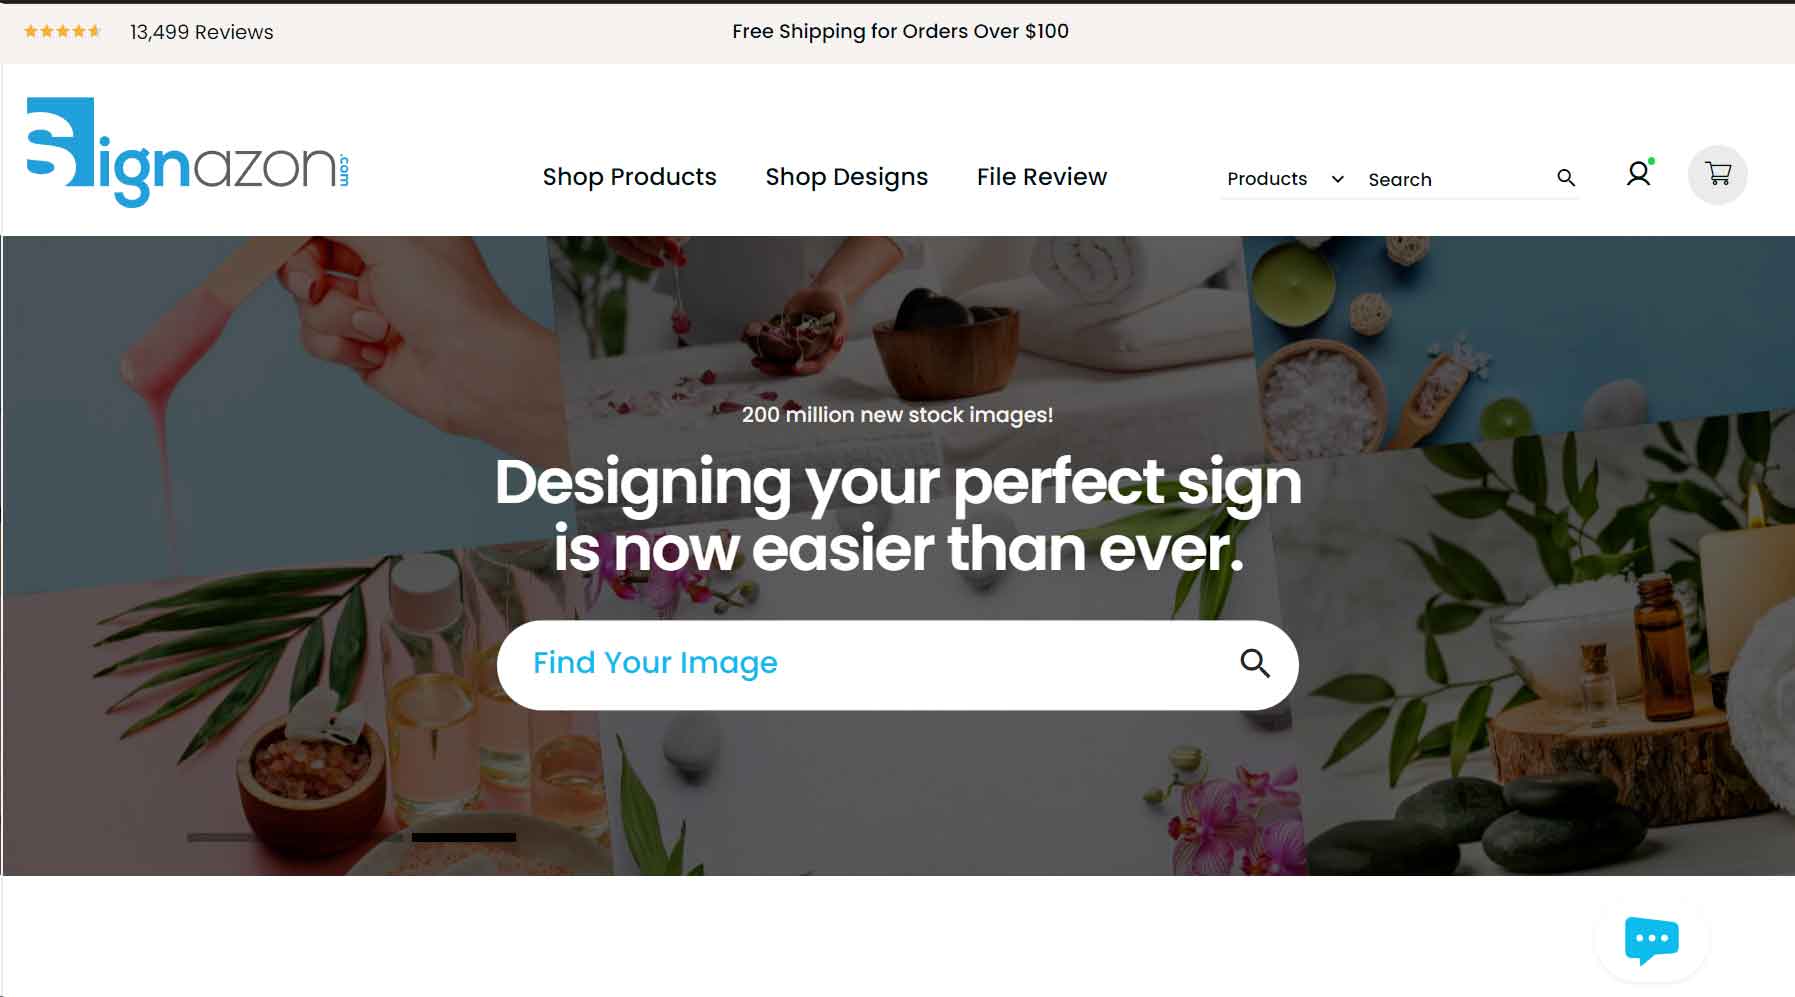 13,499 Reviews
Free Shipping for Orders Over $100
Signazon.com
Shop Products
Shop Designs
File Review
Products
Search
200 million new stock images!
Designing your perfect sign
is now easier than ever.
Find Your Image